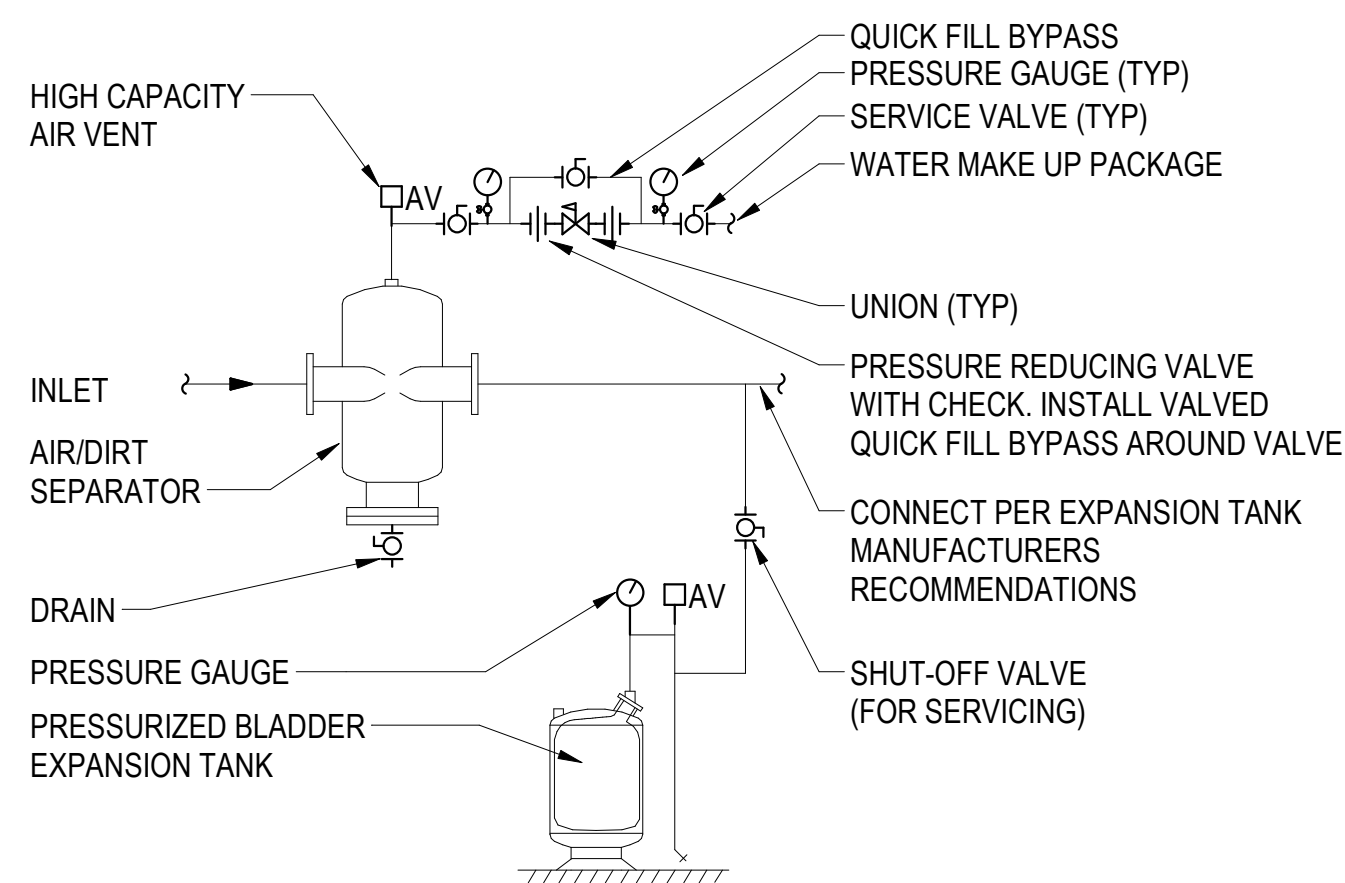 HIGH CAPACITY
AIR VENT
AV
QUICK FILL BYPASS
PRESSURE GAUGE (TYP)
SERVICE VALVE (TYP)
WATER MAKE UP PACKAGE
UNION (TYP)
PRESSURE REDUCING VALVE
WITH CHECK. INSTALL VALVED
QUICK FILL BYPASS AROUND VALVE
INLET
AIR/DIRT
SEPARATOR
CONNECT PER EXPANSION TANK
MANUFACTURERS
RECOMMENDATIONS
DRAIN
AV
PRESSURE GAUGE
SHUT-OFF VALVE
(FOR SERVICING)
PRESSURIZED BLADDER
EXPANSION TANK